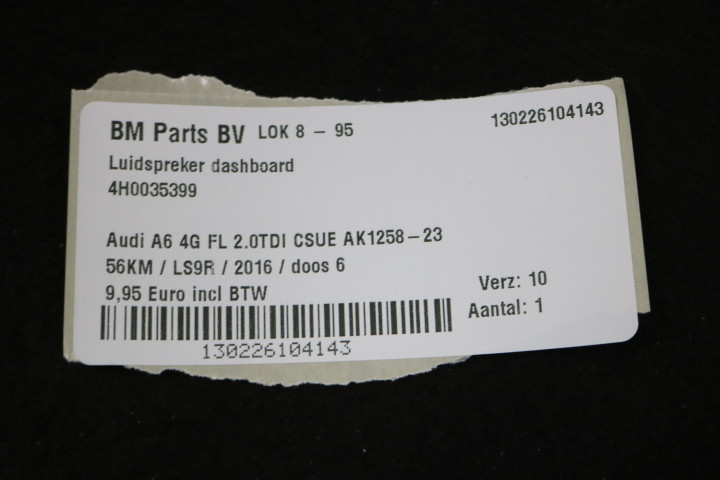 BM Parts BV LOK 8 - 95 130226104143
Luidspreker dashboard
4H0035399
Audi A6 4G FL 2.0TDI CSUE AK1258-23
56KM / LS9R / 2016 / doos 6
Verz: 10
9,95 Euro incl BTW
Aantal: 1
130226104143